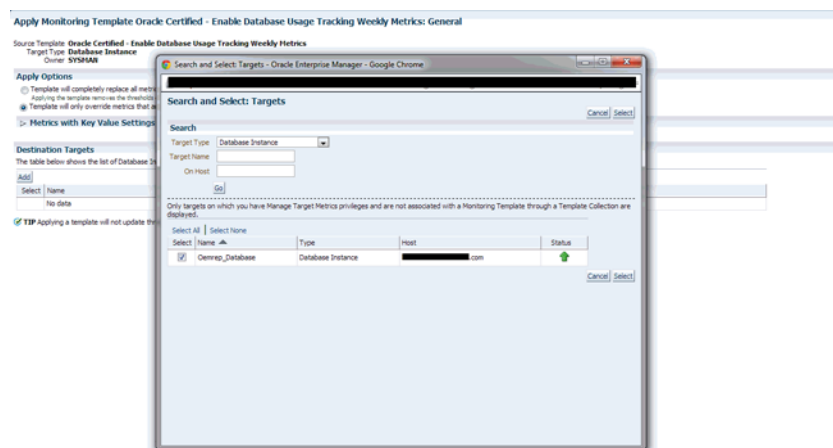 Apply Monitoring Template Oracle Certified - Enable Database Usage Tracking Weekly Metrics: General
Source Template Oracle Certified - Enable Database Usage Tracking Weekly Metrics
Target Type Database Instance
Owner SYSMAN
Apply Options
Template will completely replace all metric
Applying the template removes the thresholds
Template will only override metrics that a
Metrics with Key Value Settings
Destination Targets
The table below shows the list of Database In
Add
Select Name
No data
TIP Applying a template will not update the
Search and Select: Targets - Oracle Enterprise Manager - Google Chrome
Search and Select: Targets
Cancel Select
Search
Target Type Database Instance
Target Name
On Host
Go
Only targets on which you have Manage Target Metrics privileges and are not associated with a Monitoring Template through a Template Collection are
displayed.
Select All | Select None
Select Name Type Host Status
Oemrep_Database Database Instance .com
Cancel Select